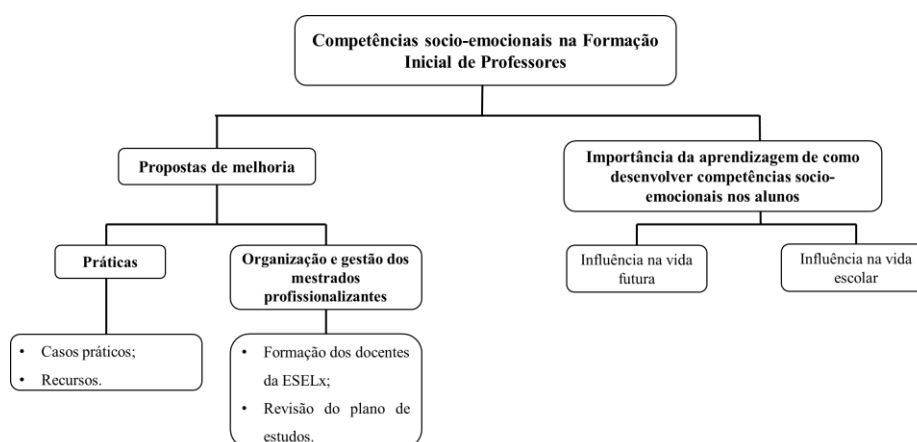 Competências socio-emocionais na Formação
Inicial de Professores
Propostas de melhoria
Importância da aprendizagem de como
desenvolver competências socio-
emocionais nos alunos
Práticas
Organização e gestão dos
mestrados
profissionalizantes
Influência na vida
futura
Influência na vida
escolar
• Casos práticos;
• Recursos.
• Formação dos docentes
da ESELx;
• Revisão do plano de
estudos.